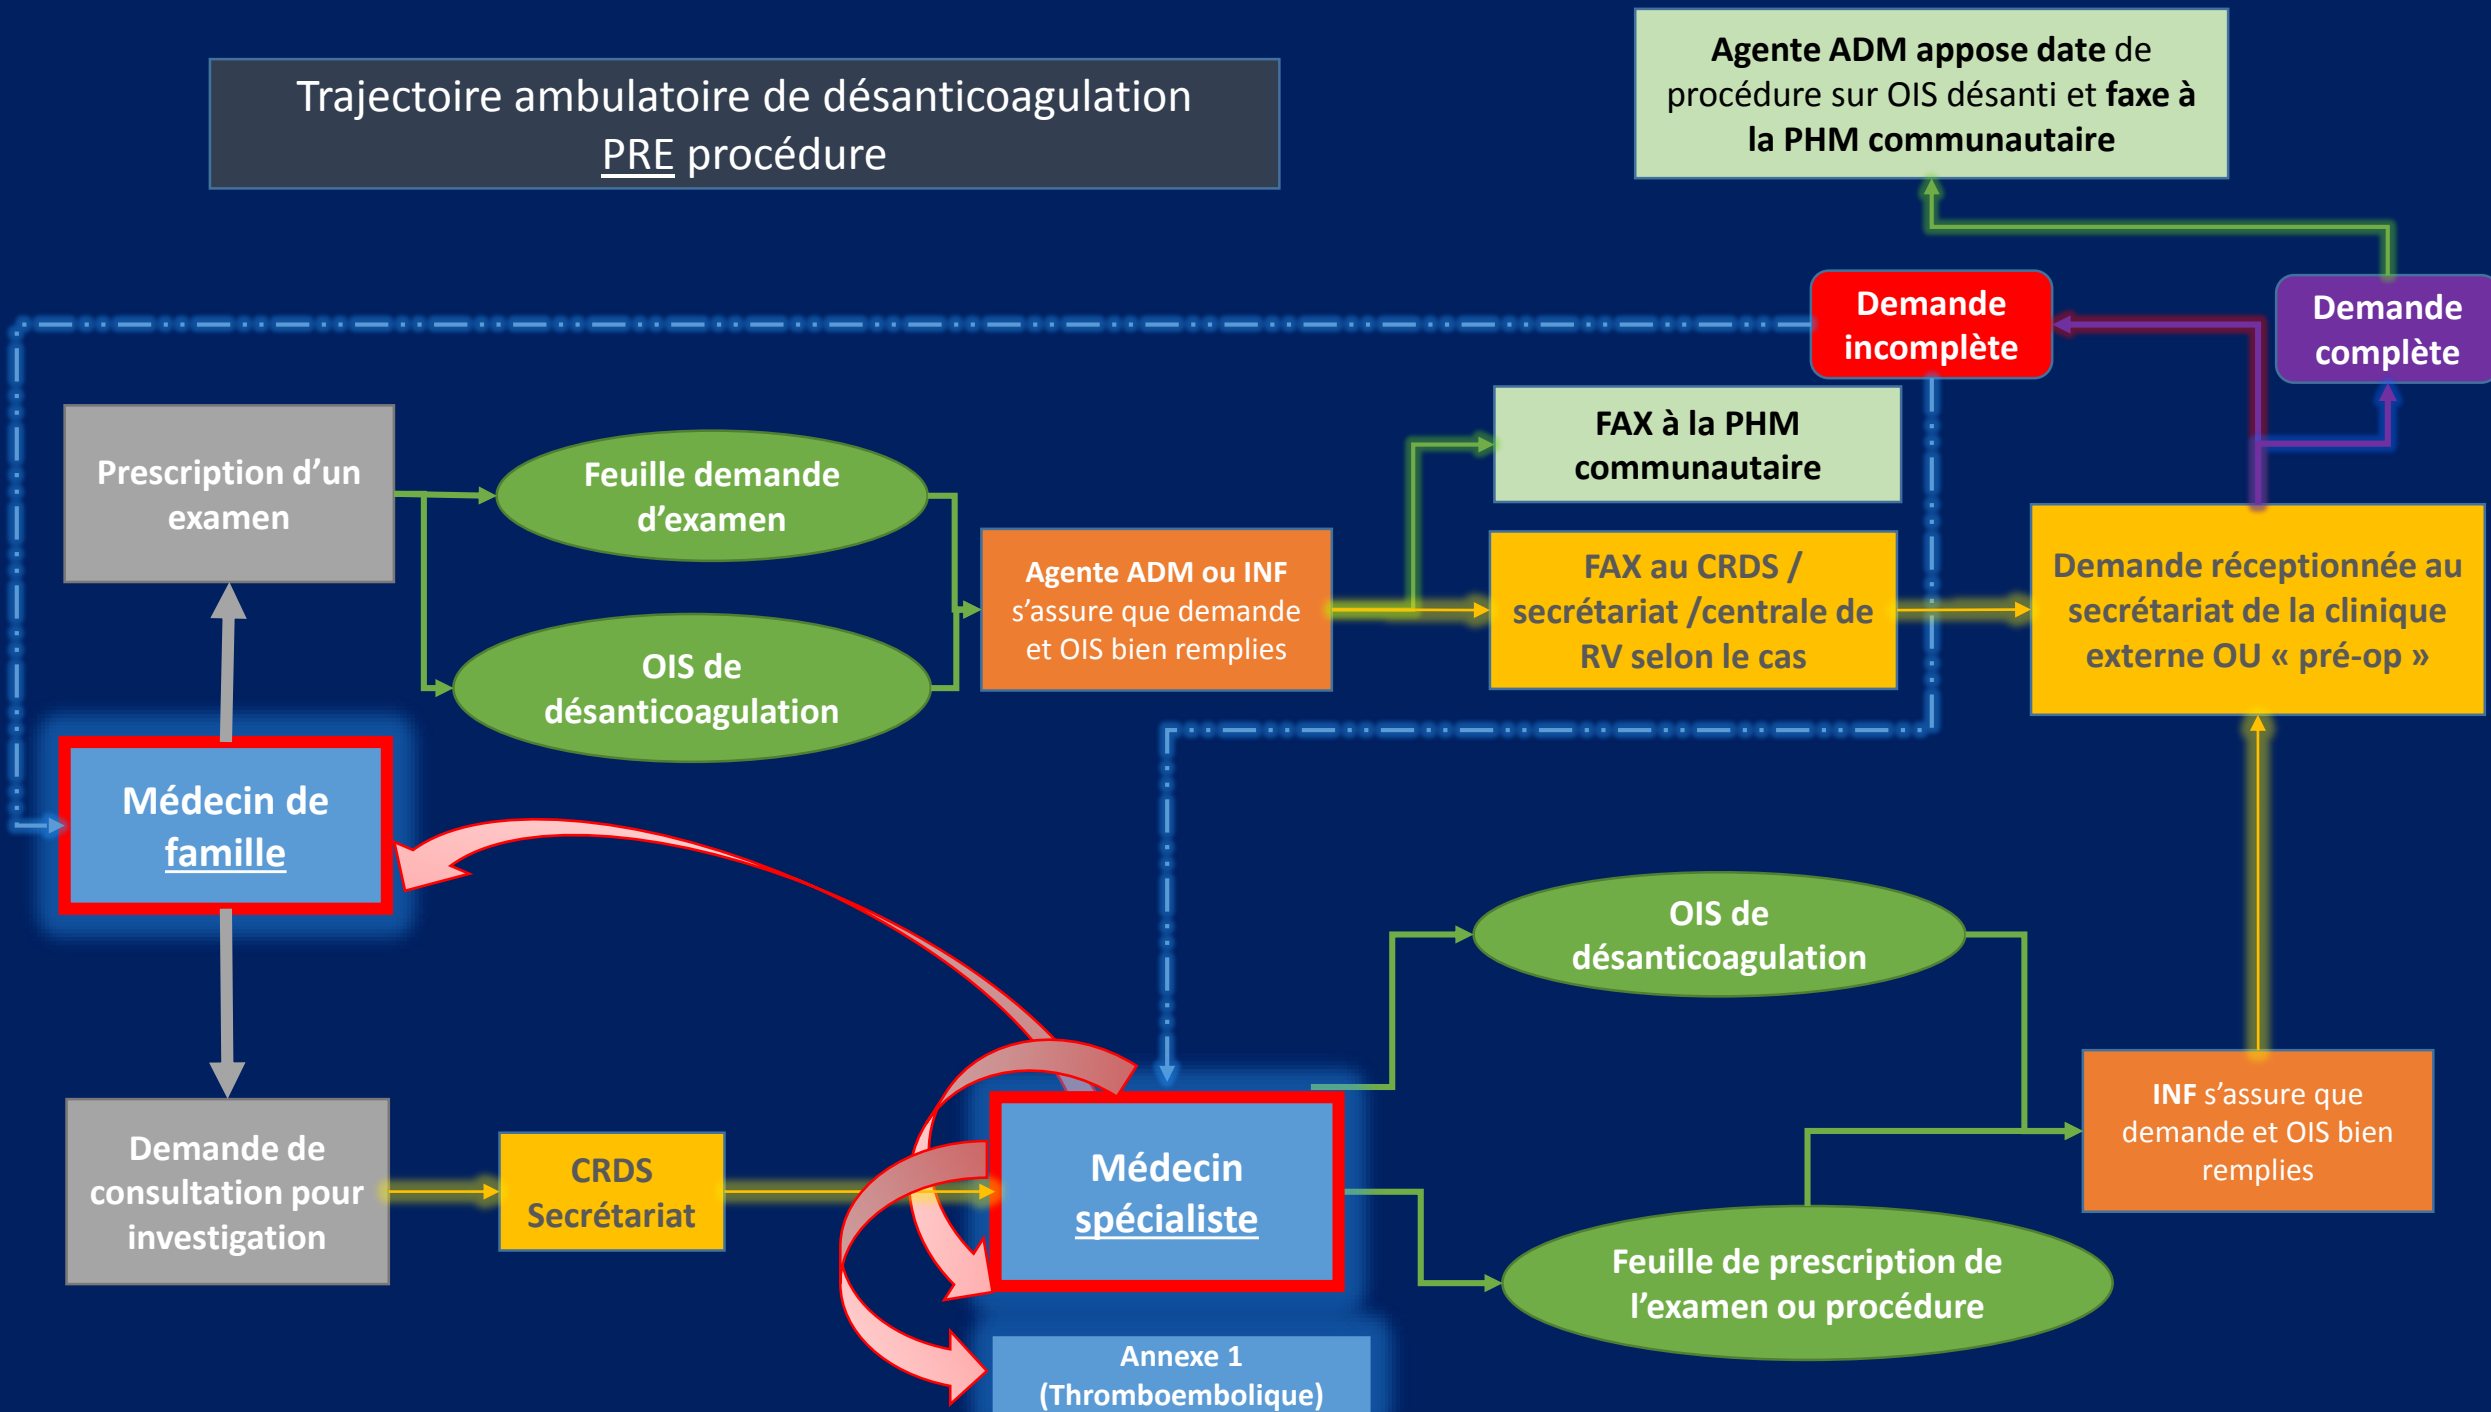 Trajectoire ambulatoire de désanticoagulation
PRE procédure
Agente ADM appose date de
procédure sur OIS désanti et faxe à
la PHM communautaire
Demande
incomplète
Demande
complète
Prescription d’un
examen
Feuille demande
d’examen
OIS de
désanticoagulation
Agente ADM ou INF
s’assure que demande
et OIS bien remplies
FAX à la PHM
communautaire
FAX au CRDS /
secrétariat /centrale de
RV selon le cas
Demande réceptionnée au
secrétariat de la clinique
externe OU « pré-op »
Médecin de
famille
Demande de
consultation pour
investigation
CRDS
Secrétariat
Médecin
spécialiste
OIS de
désanticoagulation
Feuille de prescription de
l’examen ou procédure
INF s’assure que
demande et OIS bien
remplies
Annexe 1
(Thromboembolique)